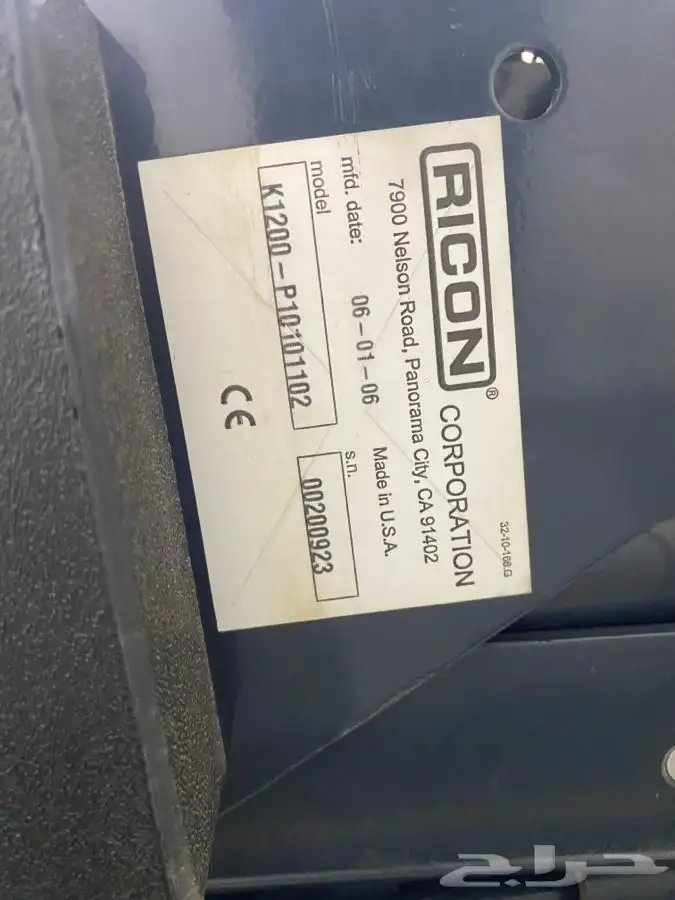 32-10-166.G
RICON® CORPORATION
7900 Nelson Road, Panorama City, CA 91402
mfd. date: 06-01-06 Made in U.S.A.
model s.n.
K1200-P10101102 00200923
CE
حراج